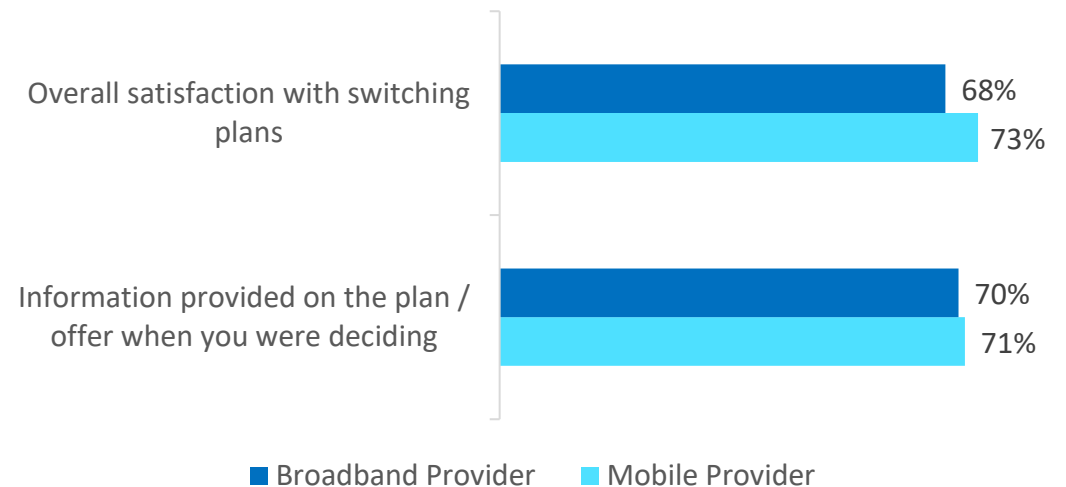 Overall satisfaction with switching
plans
68%
73%
Information provided on the plan /
offer when you were deciding
70%
71%
Broadband Provider
Mobile Provider